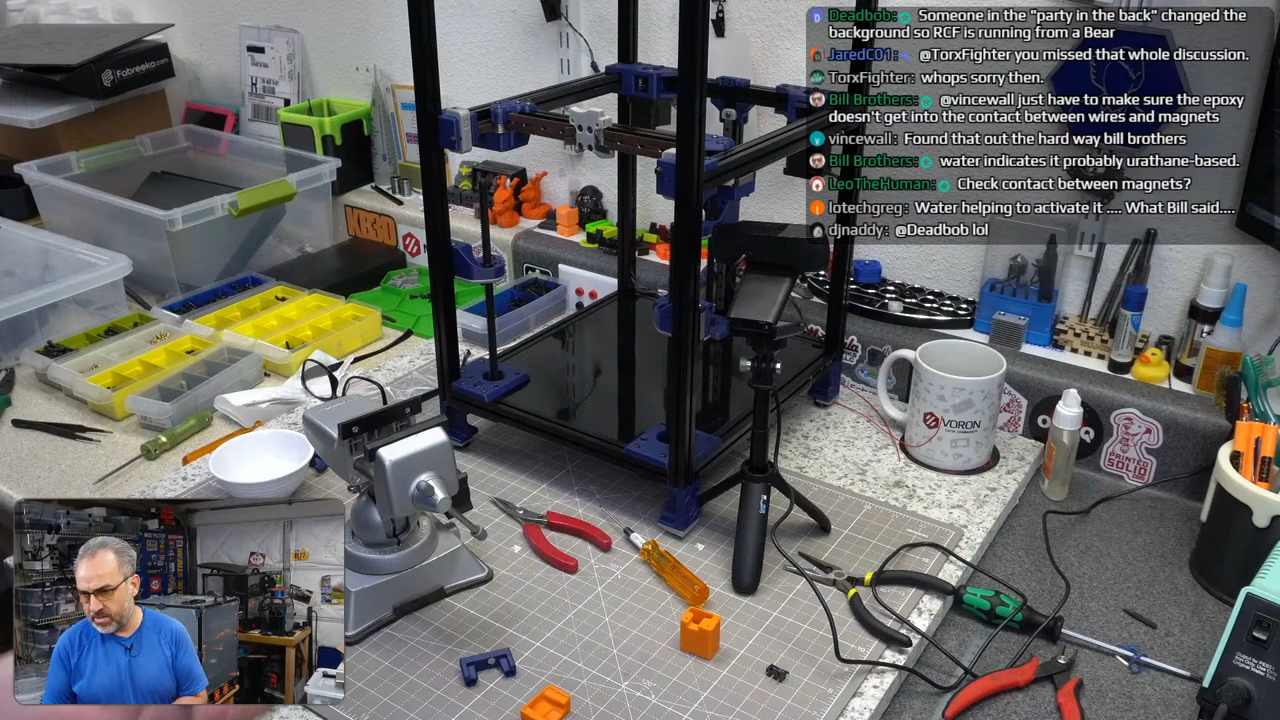 Deadbob: Someone in the "party in the back" changed the
background so RCF is running from a Bear
JaredC01: @TorxFighter you missed that whole discussion.
TorxFighter: whops sorry then.
Bill Brothers: @vincewall just have to make sure the epoxy
doesn't get into the contact between wires and magnets
vincewall: Found that out the hard way bill brothers
Bill Brothers: water indicates it probably urathane-based.
LeoTheHuman: Check contact between magnets?
lotechgreg: Water helping to activate it .... What Bill said....
djnaddy: @Deadbob lol
Fabreeko.com
KB3D
VORON
PRINTED
SOLID